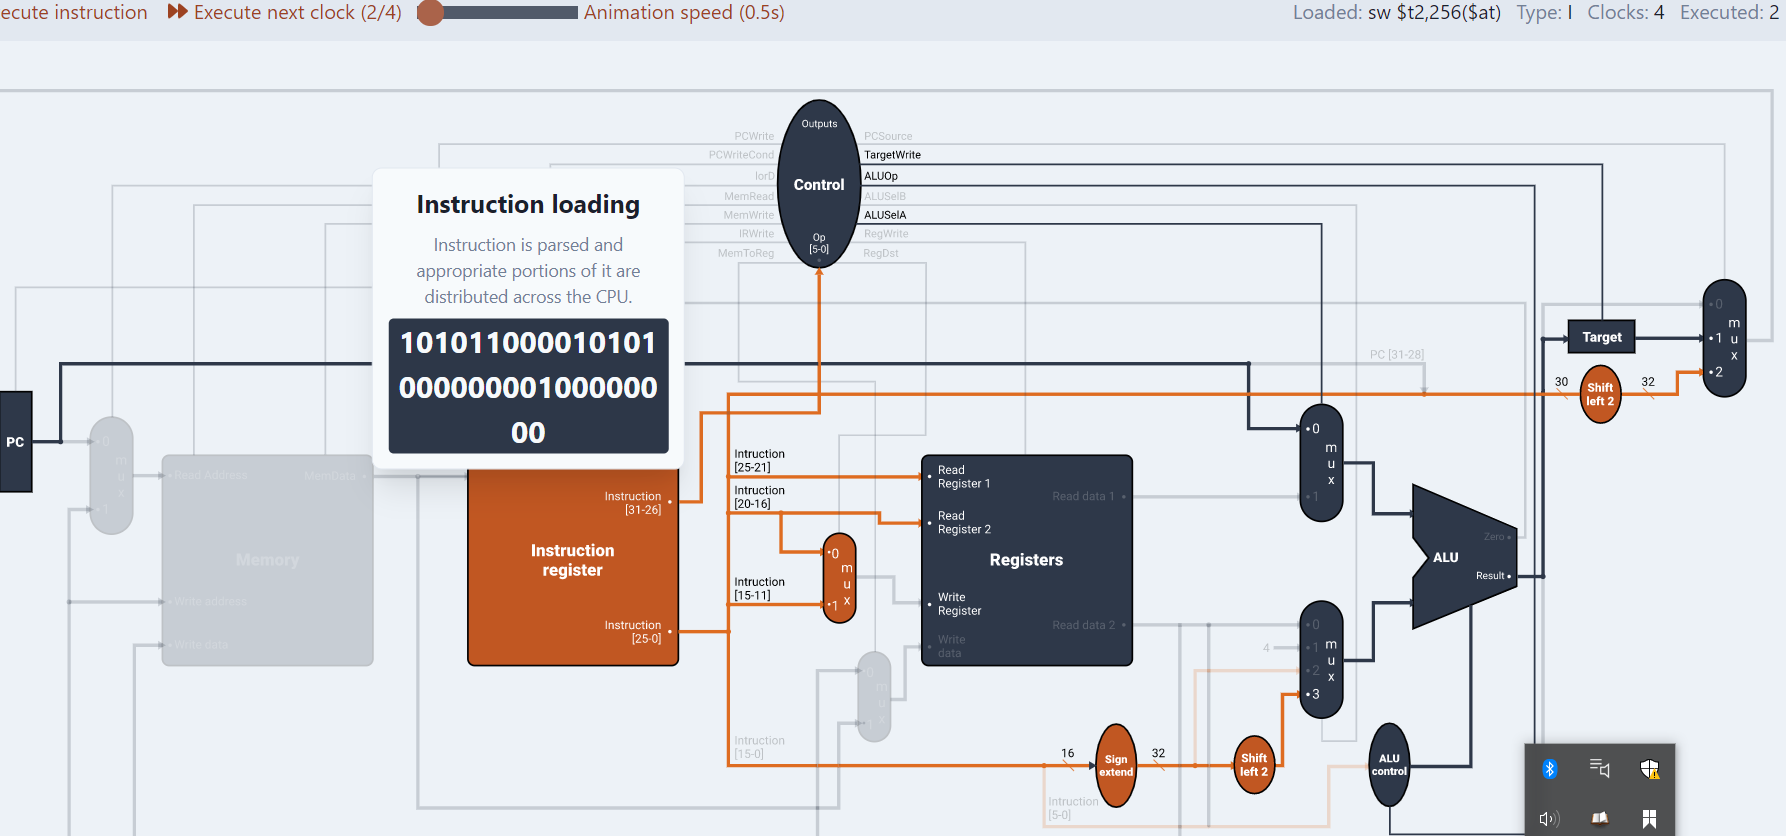 ecute instruction
Execute next clock (2/4)
Animation speed (0.5s)
Loaded: sw $t2,256($at)
Type: I
Clocks: 4
Executed: 2
Outputs
PCWrite
PCWriteCond
IorD
MemRead
MemWrite
IRWrite
MemToReg
Control
Op
[5-0]
PCSource
TargetWrite
ALUOp
ALUSelB
ALUSelA
RegWrite
RegDst
Instruction loading
Instruction is parsed and
appropriate portions of it are
distributed across the CPU.
101011000010101
000000001000000
00
PC
0
m
u
x
1
Read Address
MemData
Memory
Write address
Write data
Instruction
[31-26]
Instruction
register
Instruction
[25-0]
Intruction
[25-21]
Intruction
[20-16]
Intruction
[15-11]
Intruction
[15-0]
0
m
u
x
1
0
m
u
x
1
Read
Register 1
Read data 1
Read
Register 2
Registers
Write
Register
Read data 2
Write
data
PC [31-28]
0
m
u
x
1
0
4
1
m
u
2
x
3
Zero
ALU
Result
Target
30
Shift
left 2
32
0
m
1
u
x
2
16
Sign
extend
32
Shift
left 2
ALU
control
Intruction
[5-0]